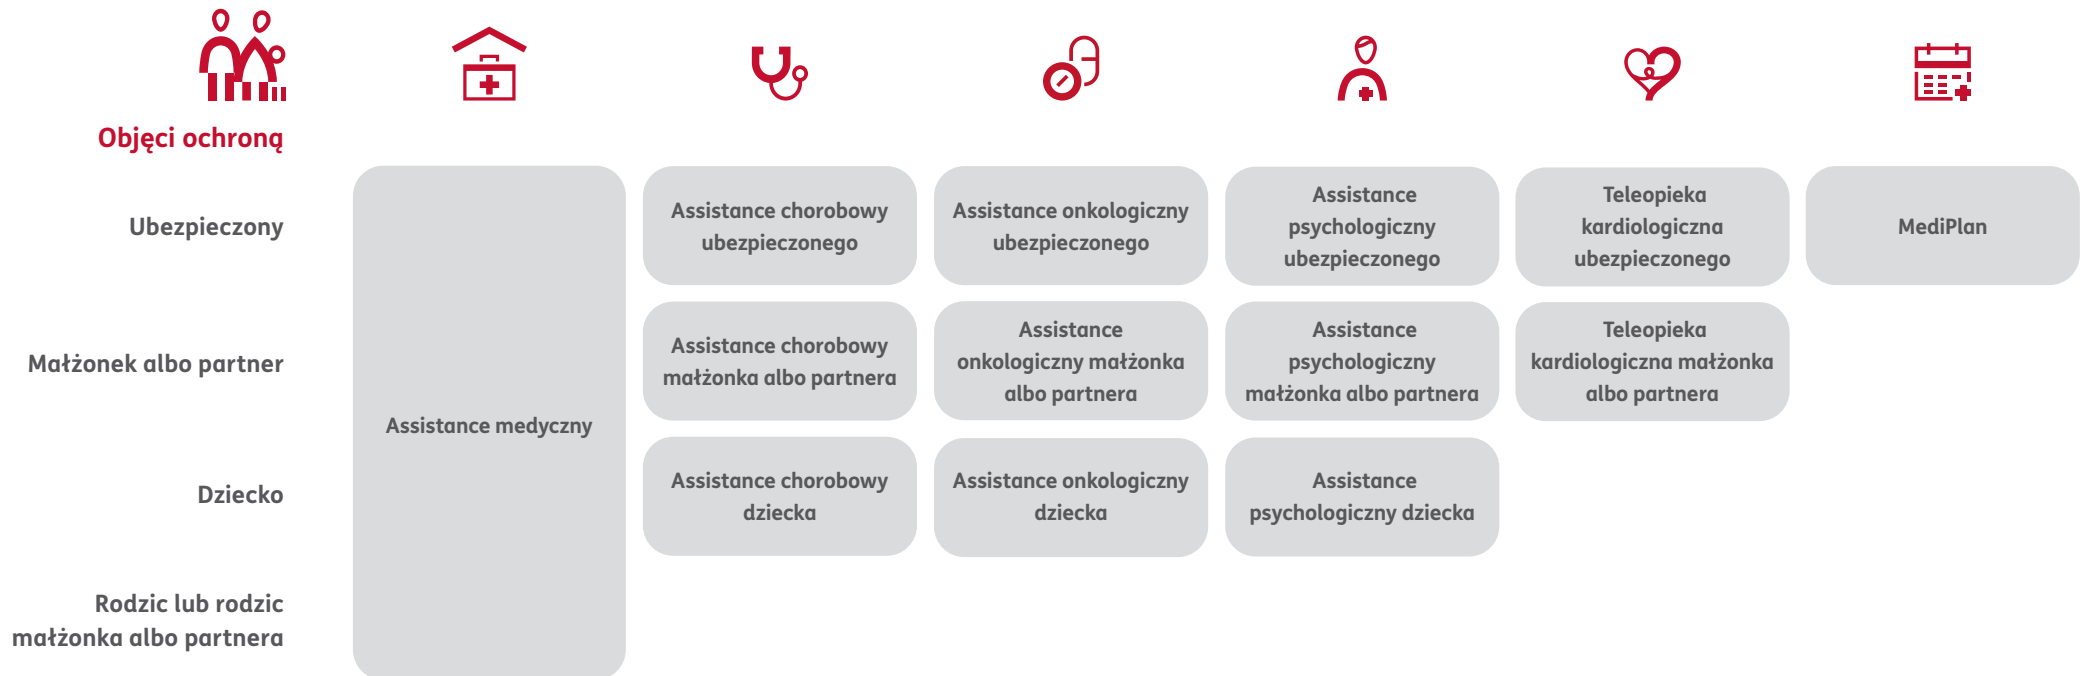 Objęci ochroną
Ubezpieczony
Assistance chorobowy
ubezpieczonego
Assistance onkologiczny
ubezpieczonego
Assistance
psychologiczny
ubezpieczonego
Teleopieka
kardiologiczna
ubezpieczonego
MediPlan
Małżonek albo partner
Assistance chorobowy
małżonka albo partnera
Assistance
onkologiczny małżonka
albo partnera
Assistance
psychologiczny
małżonka albo partnera
Teleopieka
kardiologiczna małżonka
albo partnera
Assistance medyczny
Dziecko
Assistance chorobowy
dziecka
Assistance onkologiczny
dziecka
Assistance
psychologiczny dziecka
Rodzic lub rodzic
małżonka albo partnera